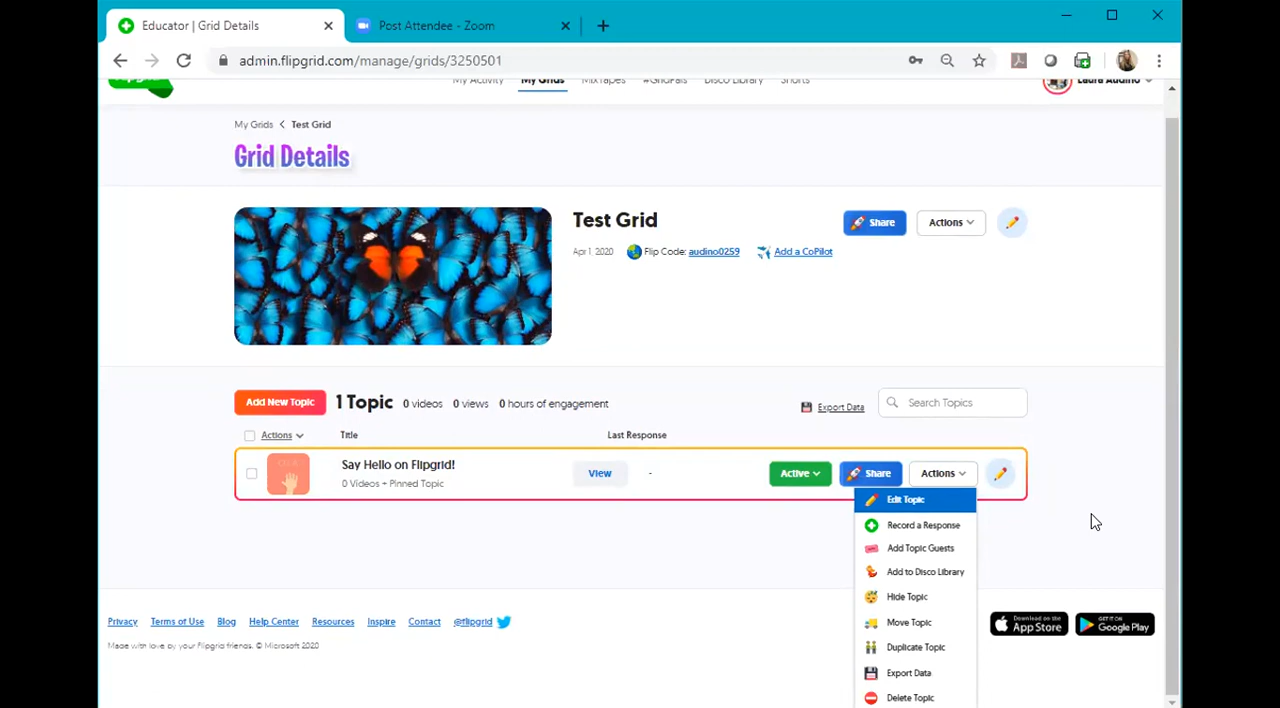 Educator | Grid Details
Post Attendee - Zoom
admin.flipgrid.com/manage/grids/3250501
My Activity My Grids MixTapes #GridPals Disco Library Shorts Laura Audino
My Grids < Test Grid
Grid Details
Test Grid
Share Actions
Apr 1, 2020 Flip Code: audino0259 Add a CoPilot
Add New Topic 1 Topic 0 videos 0 views 0 hours of engagement Export Data Search Topics
Actions Title Last Response
Say Hello on Flipgrid!
0 Videos • Pinned Topic
View - Active Share Actions
Edit Topic
Record a Response
Add Topic Guests
Add to Disco Library
Hide Topic
Move Topic
Duplicate Topic
Export Data
Delete Topic
Privacy Terms of Use Blog Help Center Resources Inspire Contact @flipgrid
Download on the App Store
GET IT ON Google Play
Made with love by your Flipgrid friends. © Microsoft 2020